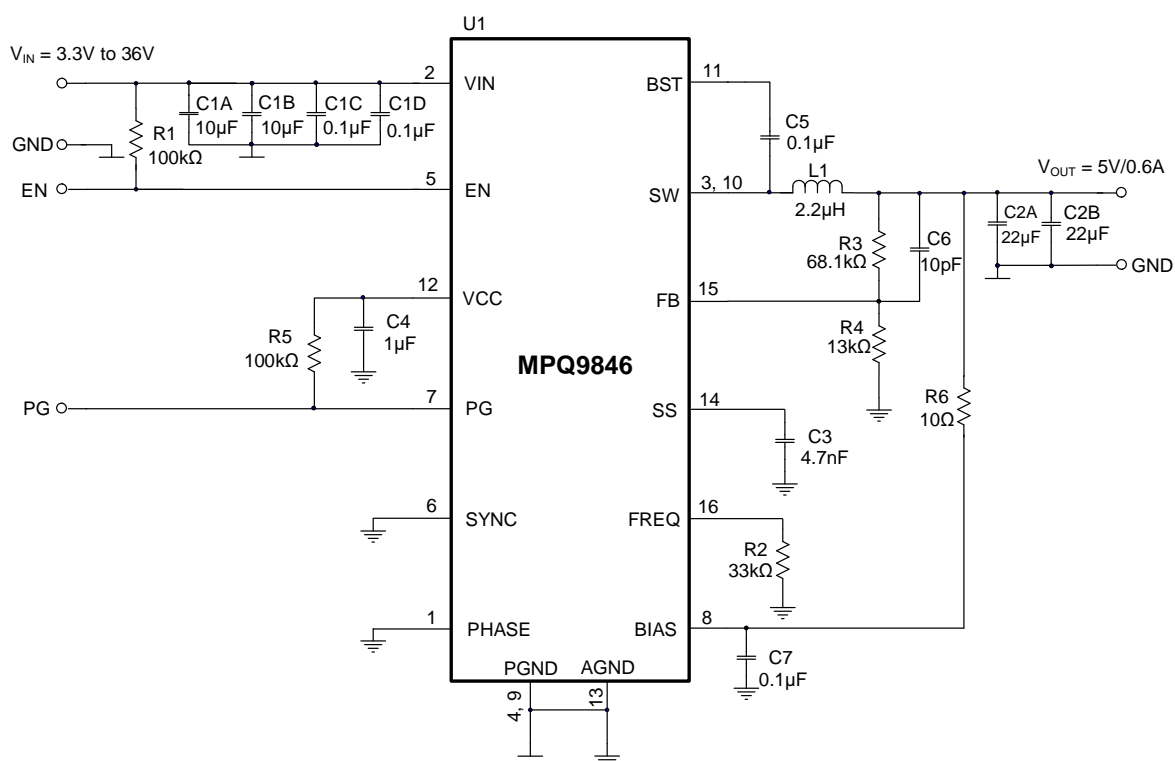 U1
V_IN = 3.3V to 36V
2
VIN
BST
11
C1A
10µF
C1B
10µF
C1C
0.1µF
C1D
0.1µF
C5
0.1µF
GND
R1
100kΩ
EN
5
EN
SW
3, 10
L1
2.2µH
V_OUT = 5V/0.6A
C2A
22µF
C2B
22µF
R3
68.1kΩ
C6
10pF
GND
12
VCC
FB
15
R5
100kΩ
C4
1µF
R4
13kΩ
MPQ9846
PG
7
PG
SS
14
R6
10Ω
C3
4.7nF
6
SYNC
FREQ
16
R2
33kΩ
1
PHASE
BIAS
8
C7
0.1µF
PGND
AGND
4, 9
13